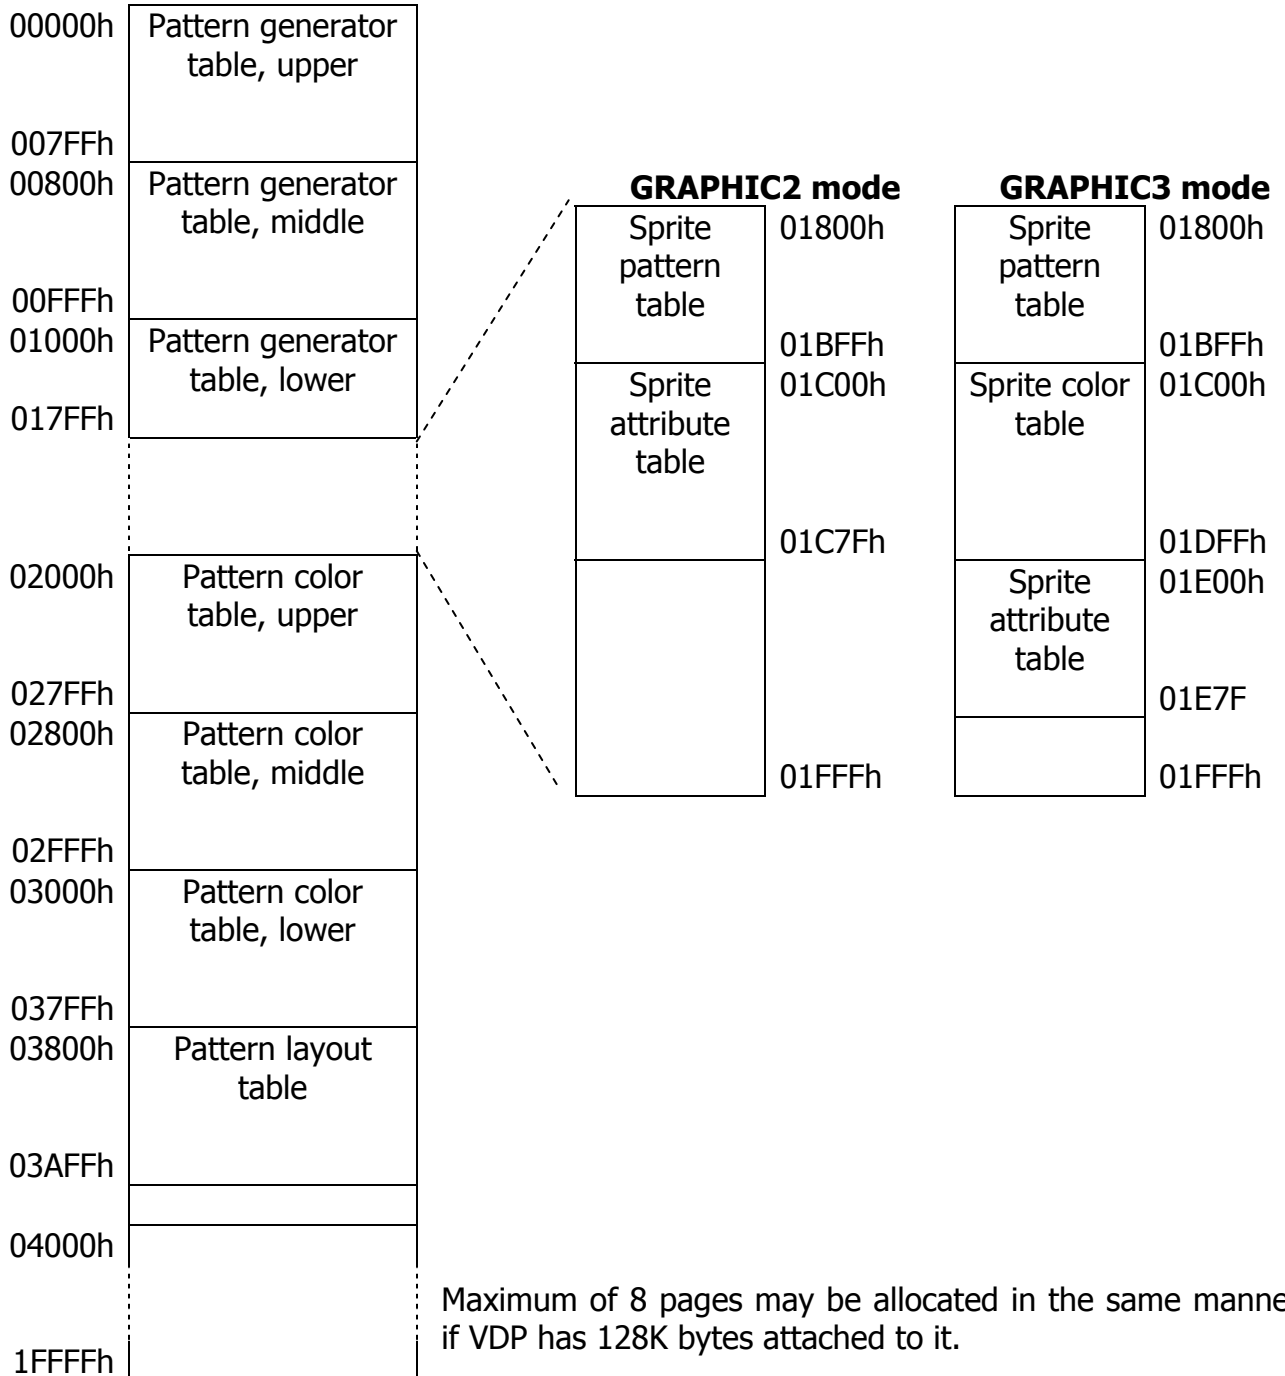 00000h
Pattern generator
table, upper
007FFh
00800h
Pattern generator
table, middle
00FFFh
01000h
Pattern generator
table, lower
017FFh
02000h
Pattern color
table, upper
027FFh
02800h
Pattern color
table, middle
02FFFh
03000h
Pattern color
table, lower
037FFh
03800h
Pattern layout
table
03AFFh
04000h
1FFFFh
GRAPHIC2 mode
Sprite
pattern
table
01800h
01BFFh
Sprite
attribute
table
01C00h
01C7Fh
01FFFh
GRAPHIC3 mode
Sprite
pattern
table
01800h
01BFFh
Sprite color
table
01C00h
01DFFh
Sprite
attribute
table
01E00h
01E7F
01FFFh
Maximum of 8 pages may be allocated in the same manne
if VDP has 128K bytes attached to it.